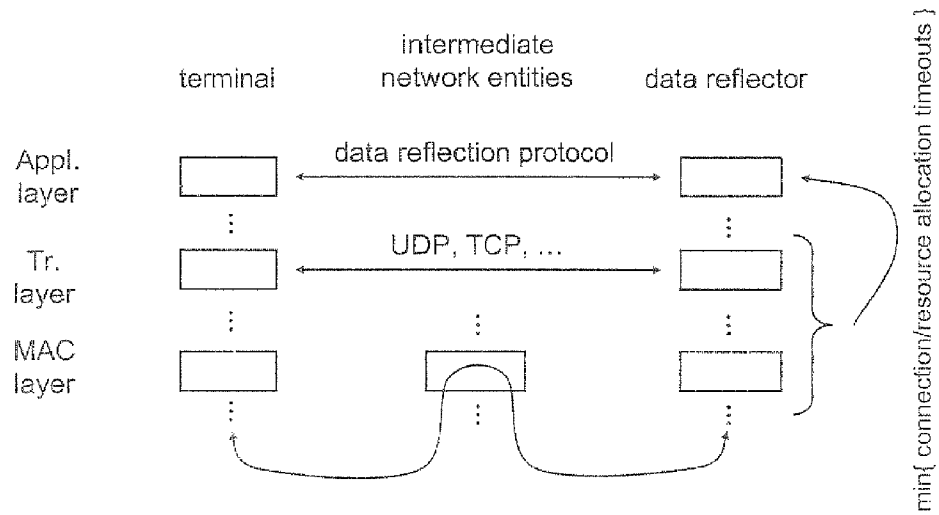 intermediate
terminal network entities data reflector
Appl.
layer
data reflection protocol
Tr.
layer
UDP, TCP, ...
MAC
layer
min{ connection/resource allocation timeouts }